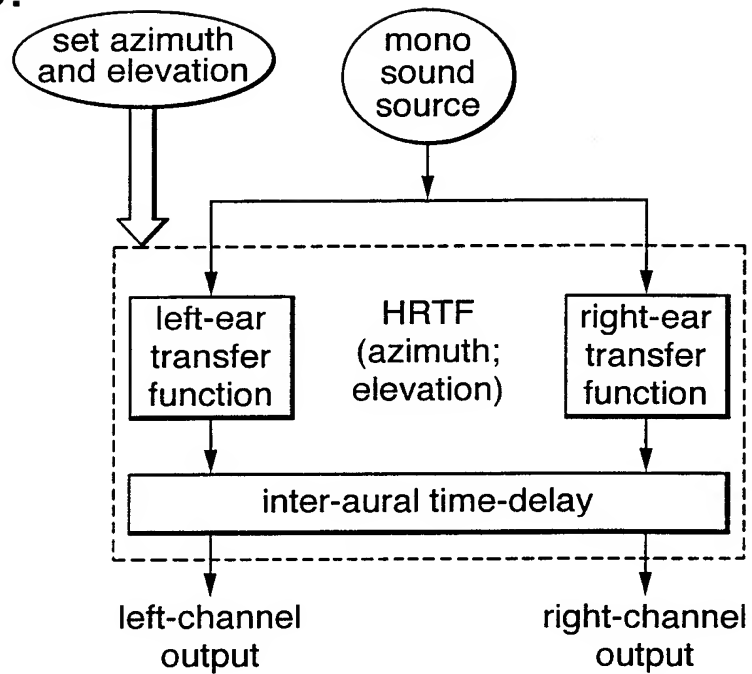 set azimuth
and elevation
mono
sound
source
left-ear
transfer
function
HRTF
(azimuth;
elevation)
right-ear
transfer
function
inter-aural time-delay
left-channel
output
right-channel
output